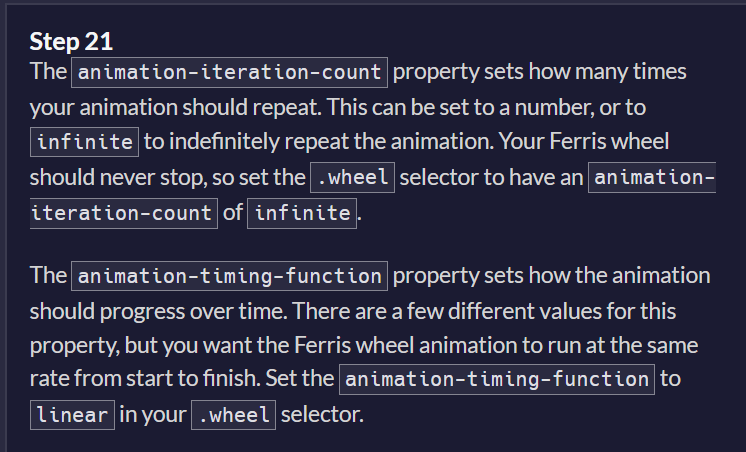 Step 21
The animation-iteration-count property sets how many times
your animation should repeat. This can be set to a number, or to
infinite to indefinitely repeat the animation. Your Ferris wheel
should never stop, so set the .wheel selector to have an animation-
iteration-count of infinite.
The animation-timing-function property sets how the animation
should progress over time. There are a few different values for this
property, but you want the Ferris wheel animation to run at the same
rate from start to finish. Set the animation-timing-function to
linear in your .wheel selector.